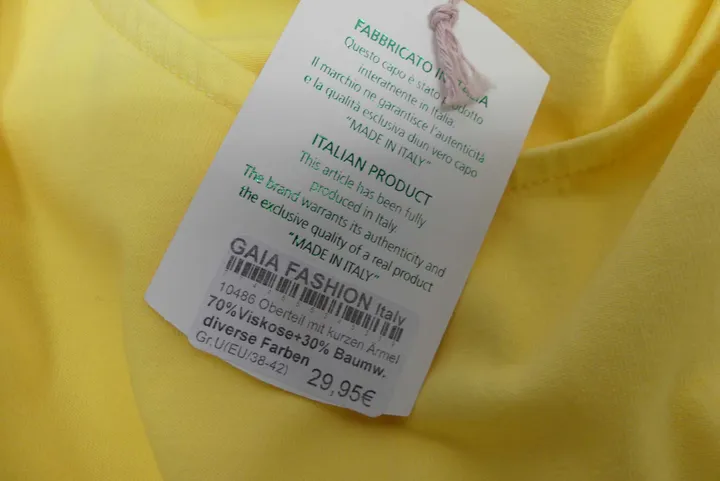 FABBRICATO IN ITALIA
Questo capo è stato prodotto
interamente in Italia.
Il marchio ne garantisce l'autenticità
e la qualità esclusiva diun vero capo
"MADE IN ITALY"
ITALIAN PRODUCT
This article has been fully
produced in Italy.
The brand warrants its authenticity and
the exclusive quality of a real product
"MADE IN ITALY"
GAIA FASHION Italy
10486 Oberteil mit kurzen Ärmel
70%Viskose+30% Baumw.
diverse Farben
Gr.U(EU/38-42)
29,95€